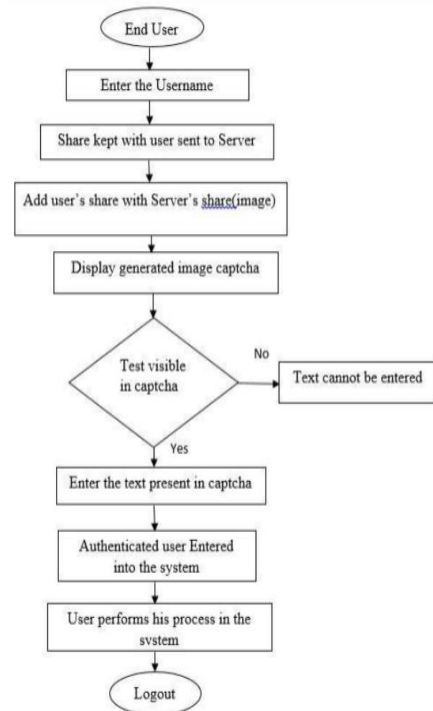 End User
Enter the Username
Share kept with user sent to Server
Add user's share with Server's share(image)
Display generated image captcha
Test visible
in captcha
No
Text cannot be entered
Yes
Enter the text present in captcha
Authenticated user Entered
into the system
User performs his process in the
system
Logout